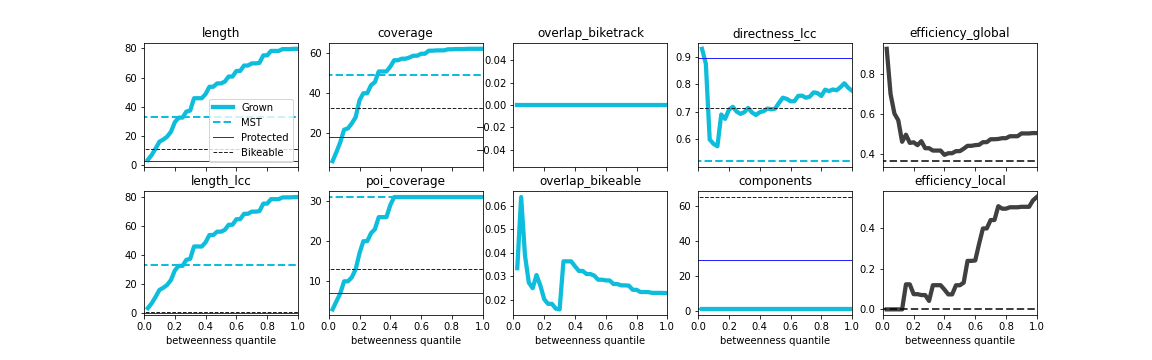 length
coverage
overlap_biketrack
directness_lcc
efficiency_global
80
60
40
20
0
60
40
20
0.04
0.02
0.00
−0.02
−0.04
0.9
0.8
0.7
0.6
0.8
0.6
0.4
Grown
MST
Protected
Bikeable
length_lcc
poi_coverage
overlap_bikeable
components
efficiency_local
80
60
40
20
0
30
20
10
0.06
0.05
0.04
0.03
0.02
60
40
20
0
0.4
0.2
0.0
0.0 0.2 0.4 0.6 0.8 1.0
0.0 0.2 0.4 0.6 0.8 1.0
0.0 0.2 0.4 0.6 0.8 1.0
0.0 0.2 0.4 0.6 0.8 1.0
0.0 0.2 0.4 0.6 0.8 1.0
betweenness quantile
betweenness quantile
betweenness quantile
betweenness quantile
betweenness quantile